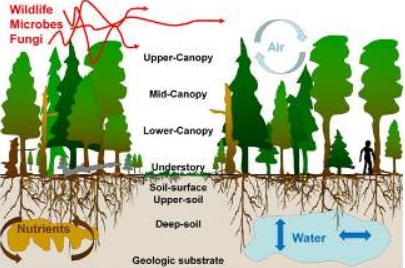 Wildlife
Microbes
Fungi
Air
Upper-Canopy
Mid-Canopy
Lower-Canopy
Understory
Soil-surface
Upper-soil
Deep-soil
Nutrients
Water
Geologic substrate